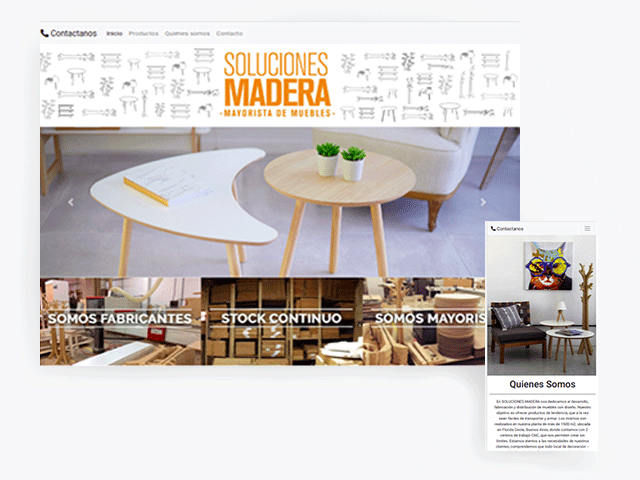 Contactanos Inicio Productos Quienes somos Contacto
SOLUCIONES
MADERA
-MAYORISTA DE MUEBLES-
SOMOS FABRICANTES
STOCK CONTINUO
SOMOS MAYORIS
Contactanos
Quienes Somos
En SOLUCIONES MADERA nos dedicamos al desarrollo,
fabricación y distribución de muebles con diseño. Nuestro
objetivo es ofrecer productos de tendencia, que a la vez
sean fáciles de transportar y armar. Los mismos son
realizados en nuestra planta de más de 1500 m2, ubicada
en Florida Oeste, Buenos Aires; donde contamos con 2
centros de trabajo CNC, que nos permiten crear sin
límites. Estamos atentos a las necesidades de nuestros
clientes; comprendemos que todo local de decoración –